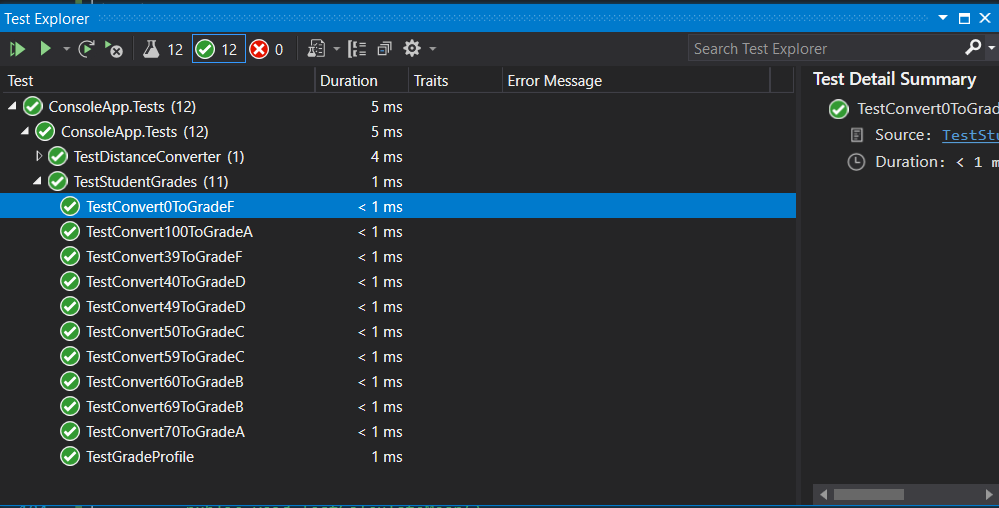 Test Explorer
12 12 0 Search Test Explorer
Test Duration Traits Error Message
ConsoleApp.Tests (12) 5 ms
ConsoleApp.Tests (12) 5 ms
TestDistanceConverter (1) 4 ms
TestStudentGrades (11) 1 ms
TestConvert0ToGradeF < 1 ms
TestConvert100ToGradeA < 1 ms
TestConvert39ToGradeF < 1 ms
TestConvert40ToGradeD < 1 ms
TestConvert49ToGradeD < 1 ms
TestConvert50ToGradeC < 1 ms
TestConvert59ToGradeC < 1 ms
TestConvert60ToGradeB < 1 ms
TestConvert69ToGradeB < 1 ms
TestConvert70ToGradeA < 1 ms
TestGradeProfile 1 ms
Test Detail Summary
TestConvert0ToGrad
Source: TestStu
Duration: < 1 m